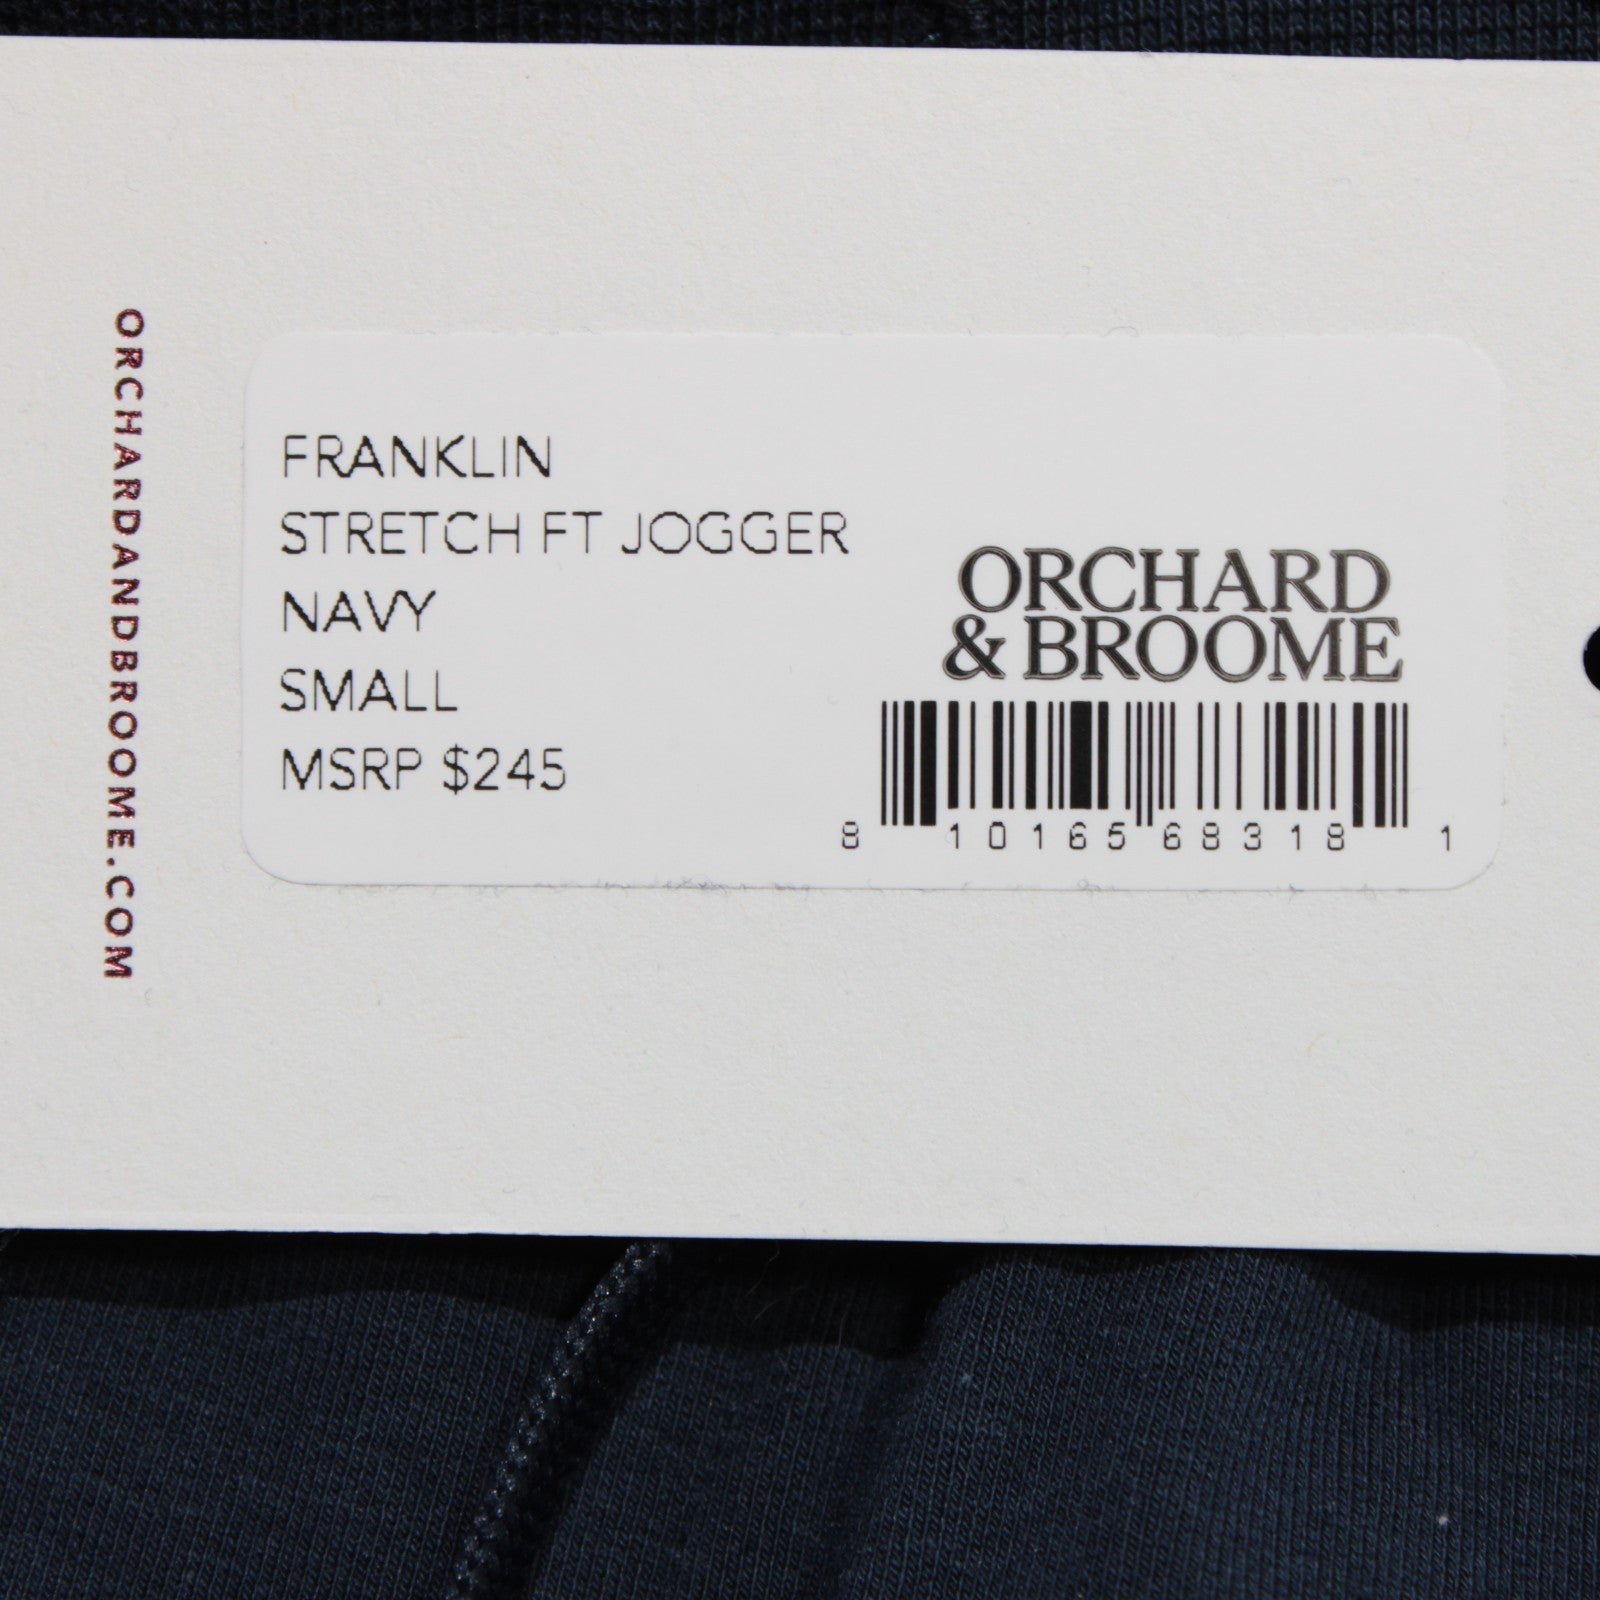 ORCHARDANDBROOME.COM
FRANKLIN
STRETCH FT JOGGER
NAVY
SMALL
MSRP $245
ORCHARD
& BROOME
8 10165 68318 1